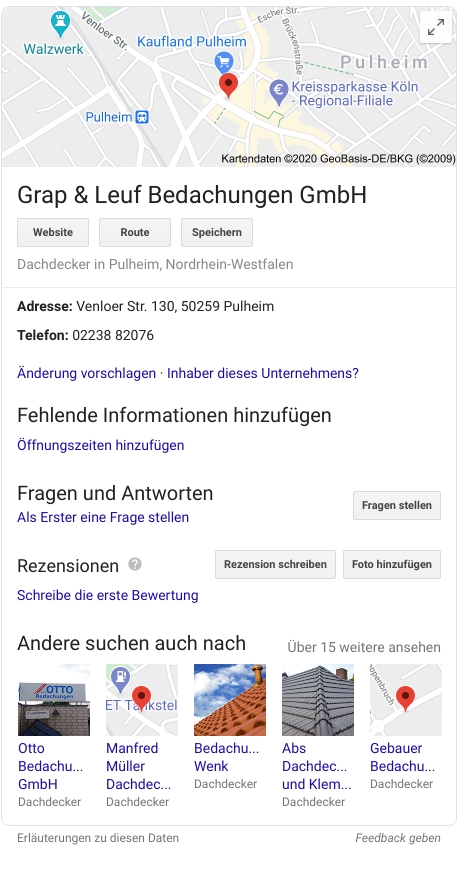 Escher Str.
Venloer Str.
Brückenstraße
Walzwerk
Kaufland Pulheim
Pulheim
Kreissparkasse Köln
- Regional-Filiale
Pulheim
Kartendaten ©2020 GeoBasis-DE/BKG (©2009)
Grap & Leuf Bedachungen GmbH
Website Route Speichern
Dachdecker in Pulheim, Nordrhein-Westfalen
Adresse: Venloer Str. 130, 50259 Pulheim
Telefon: 02238 82076
Änderung vorschlagen · Inhaber dieses Unternehmens?
Fehlende Informationen hinzufügen
Öffnungszeiten hinzufügen
Fragen und Antworten
Fragen stellen
Als Erster eine Frage stellen
Rezensionen ? Rezension schreiben Foto hinzufügen
Schreibe die erste Bewertung
Andere suchen auch nach Über 15 weitere ansehen
OTTO
Bedachungen
ET Tankstel
openbruch
Otto
Bedachu...
GmbH
Dachdecker
Manfred
Müller
Dachdec...
Dachdecker
Bedachu...
Wenk
Dachdecker
Abs
Dachdec...
und Klem...
Dachdecker
Gebauer
Bedachu...
Dachdecker
Erläuterungen zu diesen Daten Feedback geben